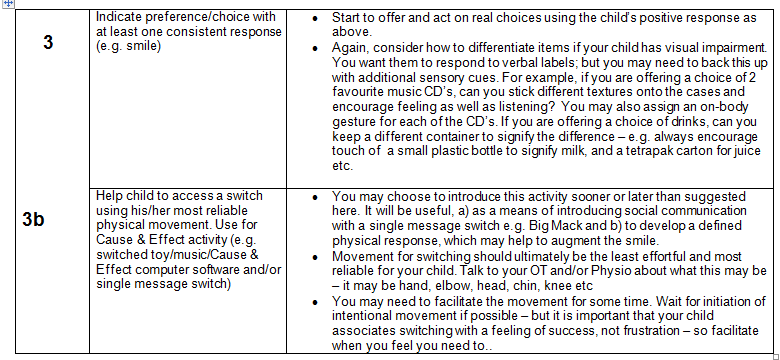 3
Indicate preference/choice with
at least one consistent response
(e.g. smile)
• Start to offer and act on real choices using the child's positive response as
above.
• Again, consider how to differentiate items if your child has visual impairment.
You want them to respond to verbal labels; but you may need to back this up
with additional sensory cues. For example, if you are offering a choice of 2
favourite music CD's, can you stick different textures onto the cases and
encourage feeling as well as listening? You may also assign an on-body
gesture for each of the CD's. If you are offering a choice of drinks, can you
keep a different container to signify the difference – e.g. always encourage
touch of a small plastic bottle to signify milk, and a tetrapak carton for juice
etc.
3b
Help child to access a switch
using his/her most reliable
physical movement. Use for
Cause & Effect activity (e.g.
switched toy/music/Cause &
Effect computer software and/or
single message switch)
• You may choose to introduce this activity sooner or later than suggested
here. It will be useful, a) as a means of introducing social communication
with a single message switch e.g. Big Mack and b) to develop a defined
physical response, which may help to augment the smile.
• Movement for switching should ultimately be the least effortful and most
reliable for your child. Talk to your OT and/or Physio about what this may be
– it may be hand, elbow, head, chin, knee etc
• You may need to facilitate the movement for some time. Wait for initiation of
intentional movement if possible – but it is important that your child
associates switching with a feeling of success, not frustration – so facilitate
when you feel you need to..